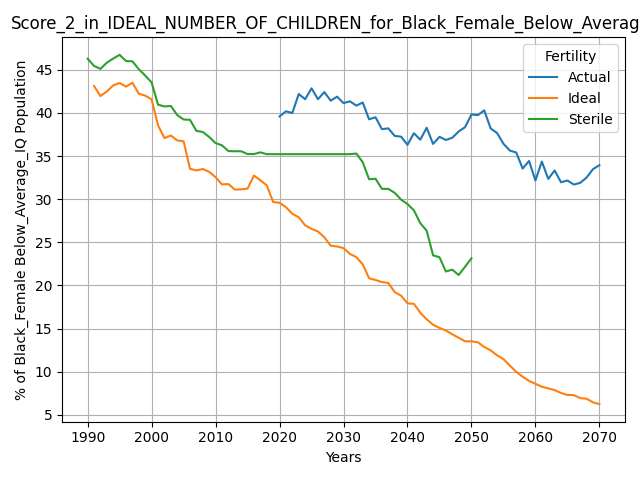 Score_2_in_IDEAL_NUMBER_OF_CHILDREN_for_Black_Female_Below_Averag
Fertility
Actual
Ideal
Sterile
% of Black_Female Below_Average_IQ Population
45
40
35
30
25
20
15
10
5
1990 2000 2010 2020 2030 2040 2050 2060 2070
Years